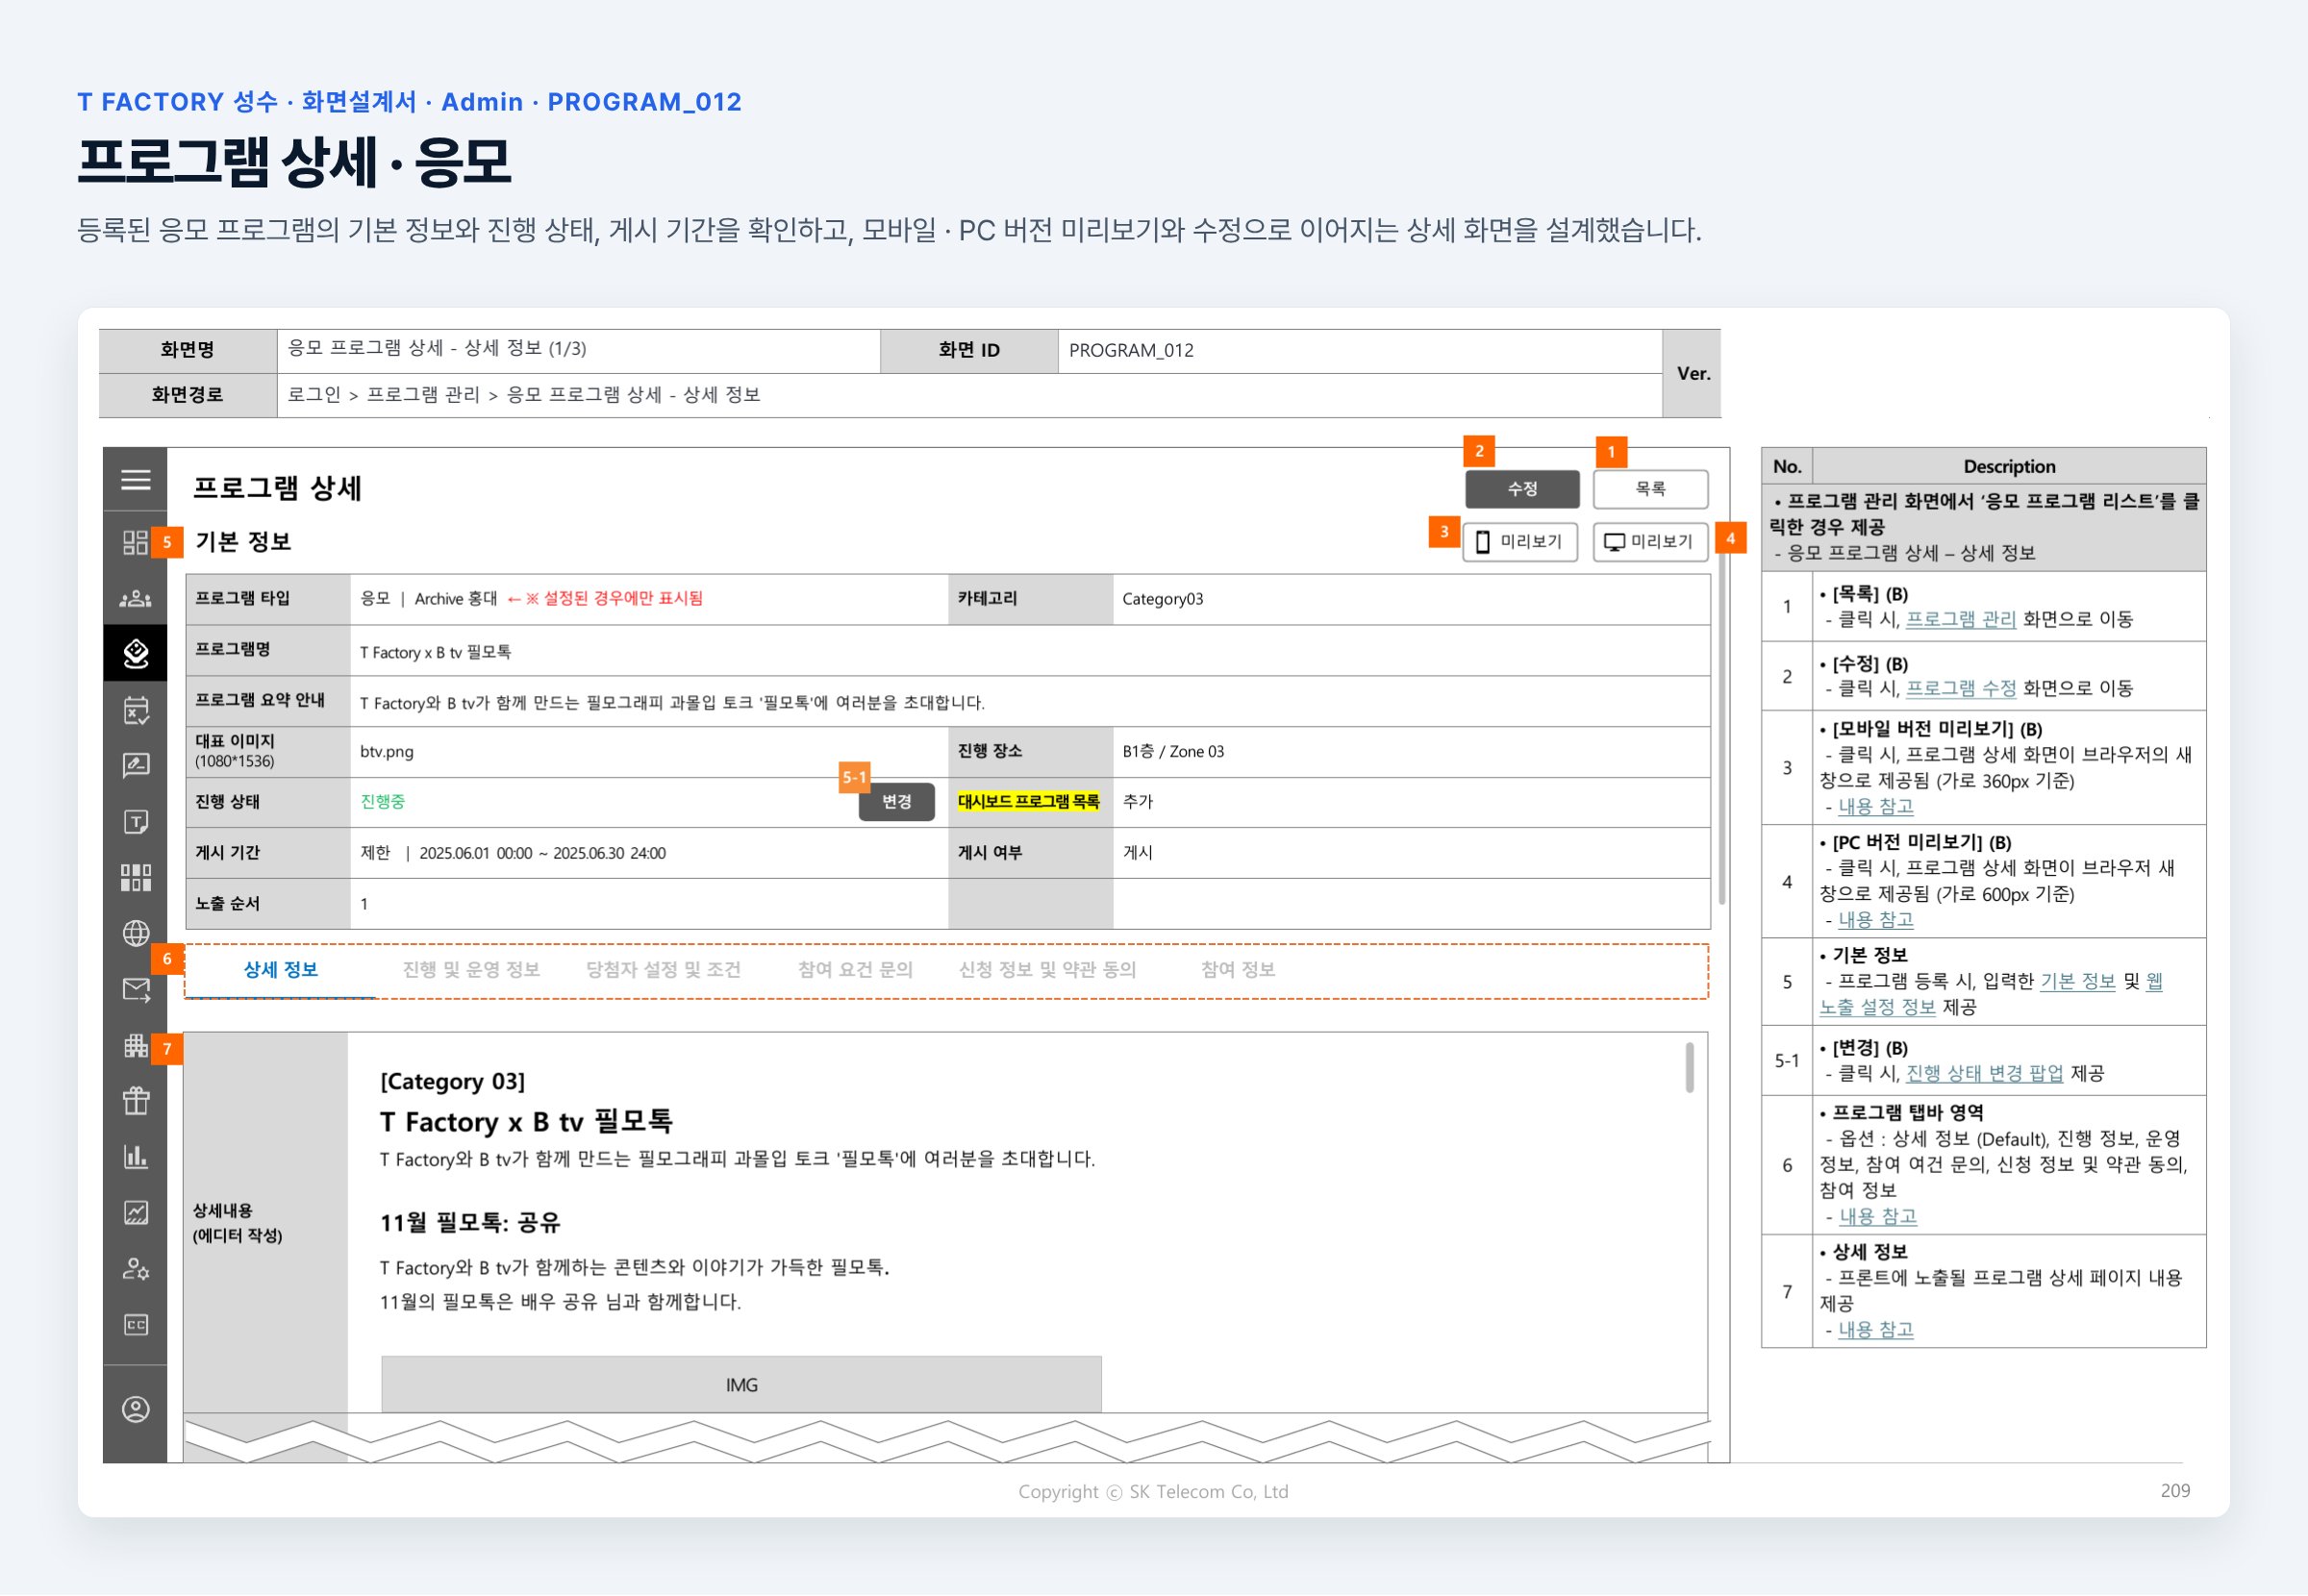 T FACTORY 성수 · 화면설계서 · Admin · PROGRAM_012
프로그램 상세 · 응모
등록된 응모 프로그램의 기본 정보와 진행 상태, 게시 기간을 확인하고, 모바일 · PC 버전 미리보기와 수정으로 이어지는 상세 화면을 설계했습니다.
화면명 응모 프로그램 상세 - 상세 정보 (1/3) 화면 ID PROGRAM_012 Ver.
화면경로 로그인 > 프로그램 관리 > 응모 프로그램 상세 - 상세 정보
2 1
프로그램 상세 수정 목록
5 기본 정보 3 미리보기 미리보기 4
프로그램 타입 응모 | Archive 홍대 ← ※ 설정된 경우에만 표시됨 카테고리 Category03
프로그램명 T Factory x B tv 필모톡
프로그램 요약 안내 T Factory와 B tv가 함께 만드는 필모그래피 과몰입 토크 '필모톡'에 여러분을 초대합니다.
대표 이미지
(1080*1536) btv.png 진행 장소 B1층 / Zone 03
5-1
진행 상태 진행중 변경 대시보드 프로그램 목록 추가
게시 기간 제한 | 2025.06.01 00:00 ~ 2025.06.30 24:00 게시 여부 게시
노출 순서 1
6
상세 정보 진행 및 운영 정보 당첨자 설정 및 조건 참여 요건 문의 신청 정보 및 약관 동의 참여 정보
7
[Category 03]
T Factory x B tv 필모톡
T Factory와 B tv가 함께 만드는 필모그래피 과몰입 토크 '필모톡'에 여러분을 초대합니다.
상세내용
(에디터 작성)
11월 필모톡: 공유
T Factory와 B tv가 함께하는 콘텐츠와 이야기가 가득한 필모톡.
11월의 필모톡은 배우 공유 님과 함께합니다.
IMG
CC
No. Description
• 프로그램 관리 화면에서 ‘응모 프로그램 리스트’를 클
릭한 경우 제공
- 응모 프로그램 상세 – 상세 정보
1 • [목록] (B)
- 클릭 시, 프로그램 관리 화면으로 이동
2 • [수정] (B)
- 클릭 시, 프로그램 수정 화면으로 이동
3 • [모바일 버전 미리보기] (B)
- 클릭 시, 프로그램 상세 화면이 브라우저의 새
창으로 제공됨 (가로 360px 기준)
- 내용 참고
4 • [PC 버전 미리보기] (B)
- 클릭 시, 프로그램 상세 화면이 브라우저 새
창으로 제공됨 (가로 600px 기준)
- 내용 참고
5 • 기본 정보
- 프로그램 등록 시, 입력한 기본 정보 및 웹
노출 설정 정보 제공
5-1 • [변경] (B)
- 클릭 시, 진행 상태 변경 팝업 제공
6 • 프로그램 탭바 영역
- 옵션 : 상세 정보 (Default), 진행 정보, 운영
정보, 참여 여건 문의, 신청 정보 및 약관 동의,
참여 정보
- 내용 참고
7 • 상세 정보
- 프론트에 노출될 프로그램 상세 페이지 내용
제공
- 내용 참고
Copyright ⓒ SK Telecom Co, Ltd
209